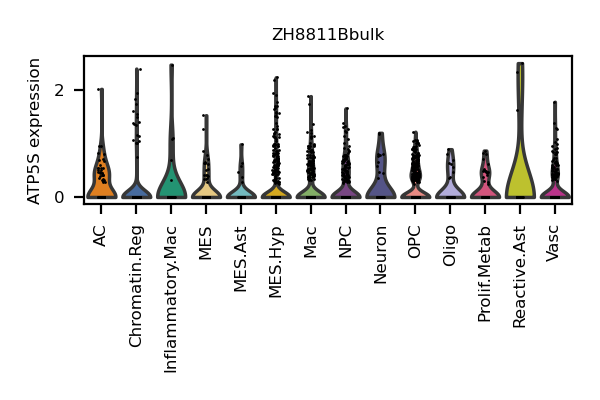 ZH8811Bbulk
ATP5S expression
2
0
AC
Chromatin.Reg
Inflammatory.Mac
MES
MES.Ast
MES.Hyp
Mac
NPC
Neuron
OPC
Oligo
Prolif.Metab
Reactive.Ast
Vasc